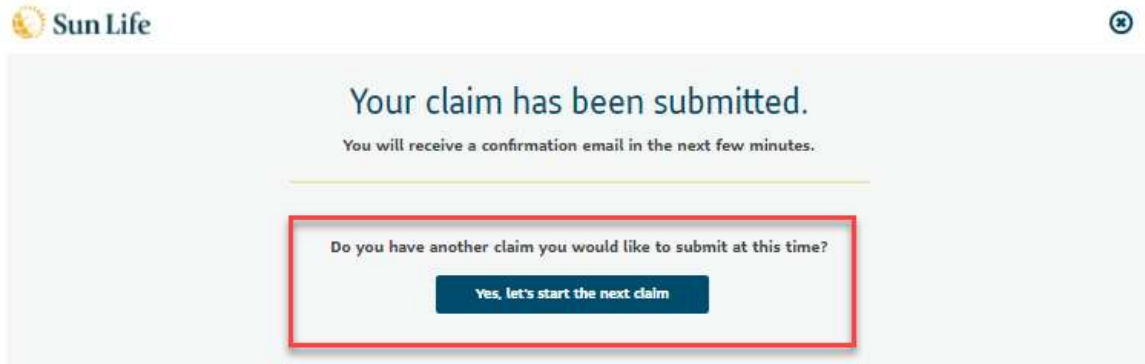 Sun Life
Your claim has been submitted.
You will receive a confirmation email in the next few minutes.
Do you have another claim you would like to submit at this time?
Yes, let's start the next claim